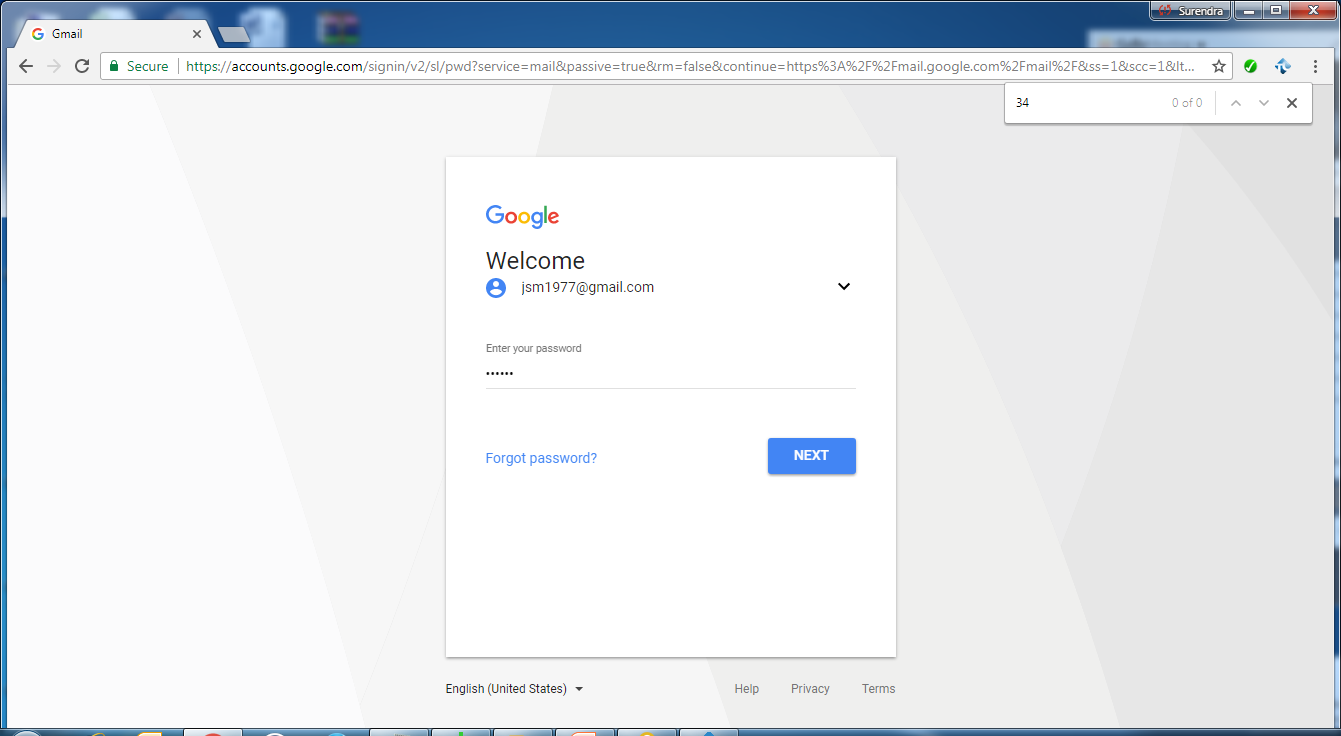 Surendra
Gmail
Secure
https://accounts.google.com/signin/v2/sl/pwd?service=mail&passive=true&rm=false&continue=https%3A%2F%2Fmail.google.com%2Fmail%2F&ss=1&scc=1&lt...
34
0 of 0
Google
Welcome
jsm1977@gmail.com
Enter your password
••••••
Forgot password?
NEXT
English (United States)
Help
Privacy
Terms